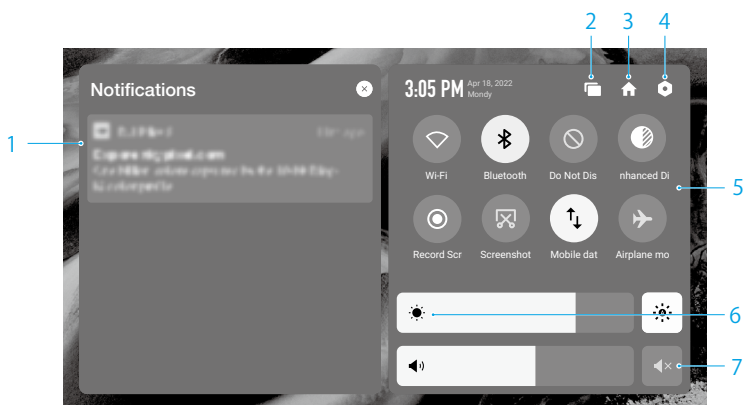 2 3 4
Notifications
3:05 PM
Apr 18, 2022
Mondy
1
Wi-Fi Bluetooth Do Not Dis nhanced Di
5
Record Scr Screenshot Mobile dat Airplane mo
A
6
7